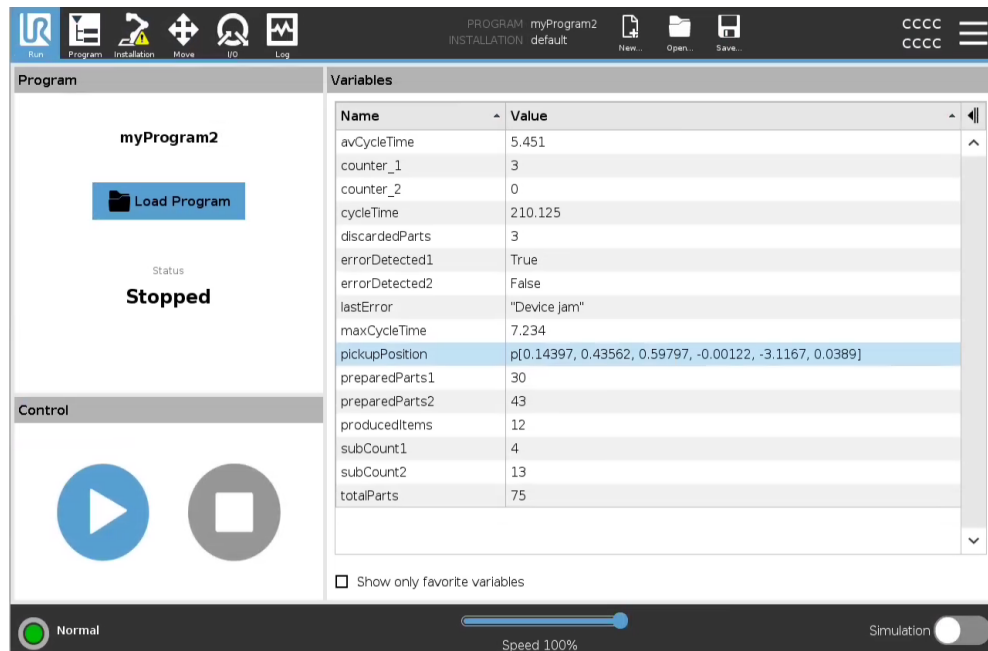 UR
PROGRAM myProgram2
INSTALLATION default
CCCC
CCCC
Run Program Installation Move I/O Log New... Open... Save...
Program
myProgram2
Load Program
Status
Stopped
Control
Variables
Name Value
avCycleTime 5.451
counter_1 3
counter_2 0
cycleTime 210.125
discardedParts 3
errorDetected1 True
errorDetected2 False
lastError "Device jam"
maxCycleTime 7.234
pickupPosition p[0.14397, 0.43562, 0.59797, -0.00122, -3.1167, 0.0389]
preparedParts1 30
preparedParts2 43
producedItems 12
subCount1 4
subCount2 13
totalParts 75
Show only favorite variables
Normal
Speed 100%
Simulation